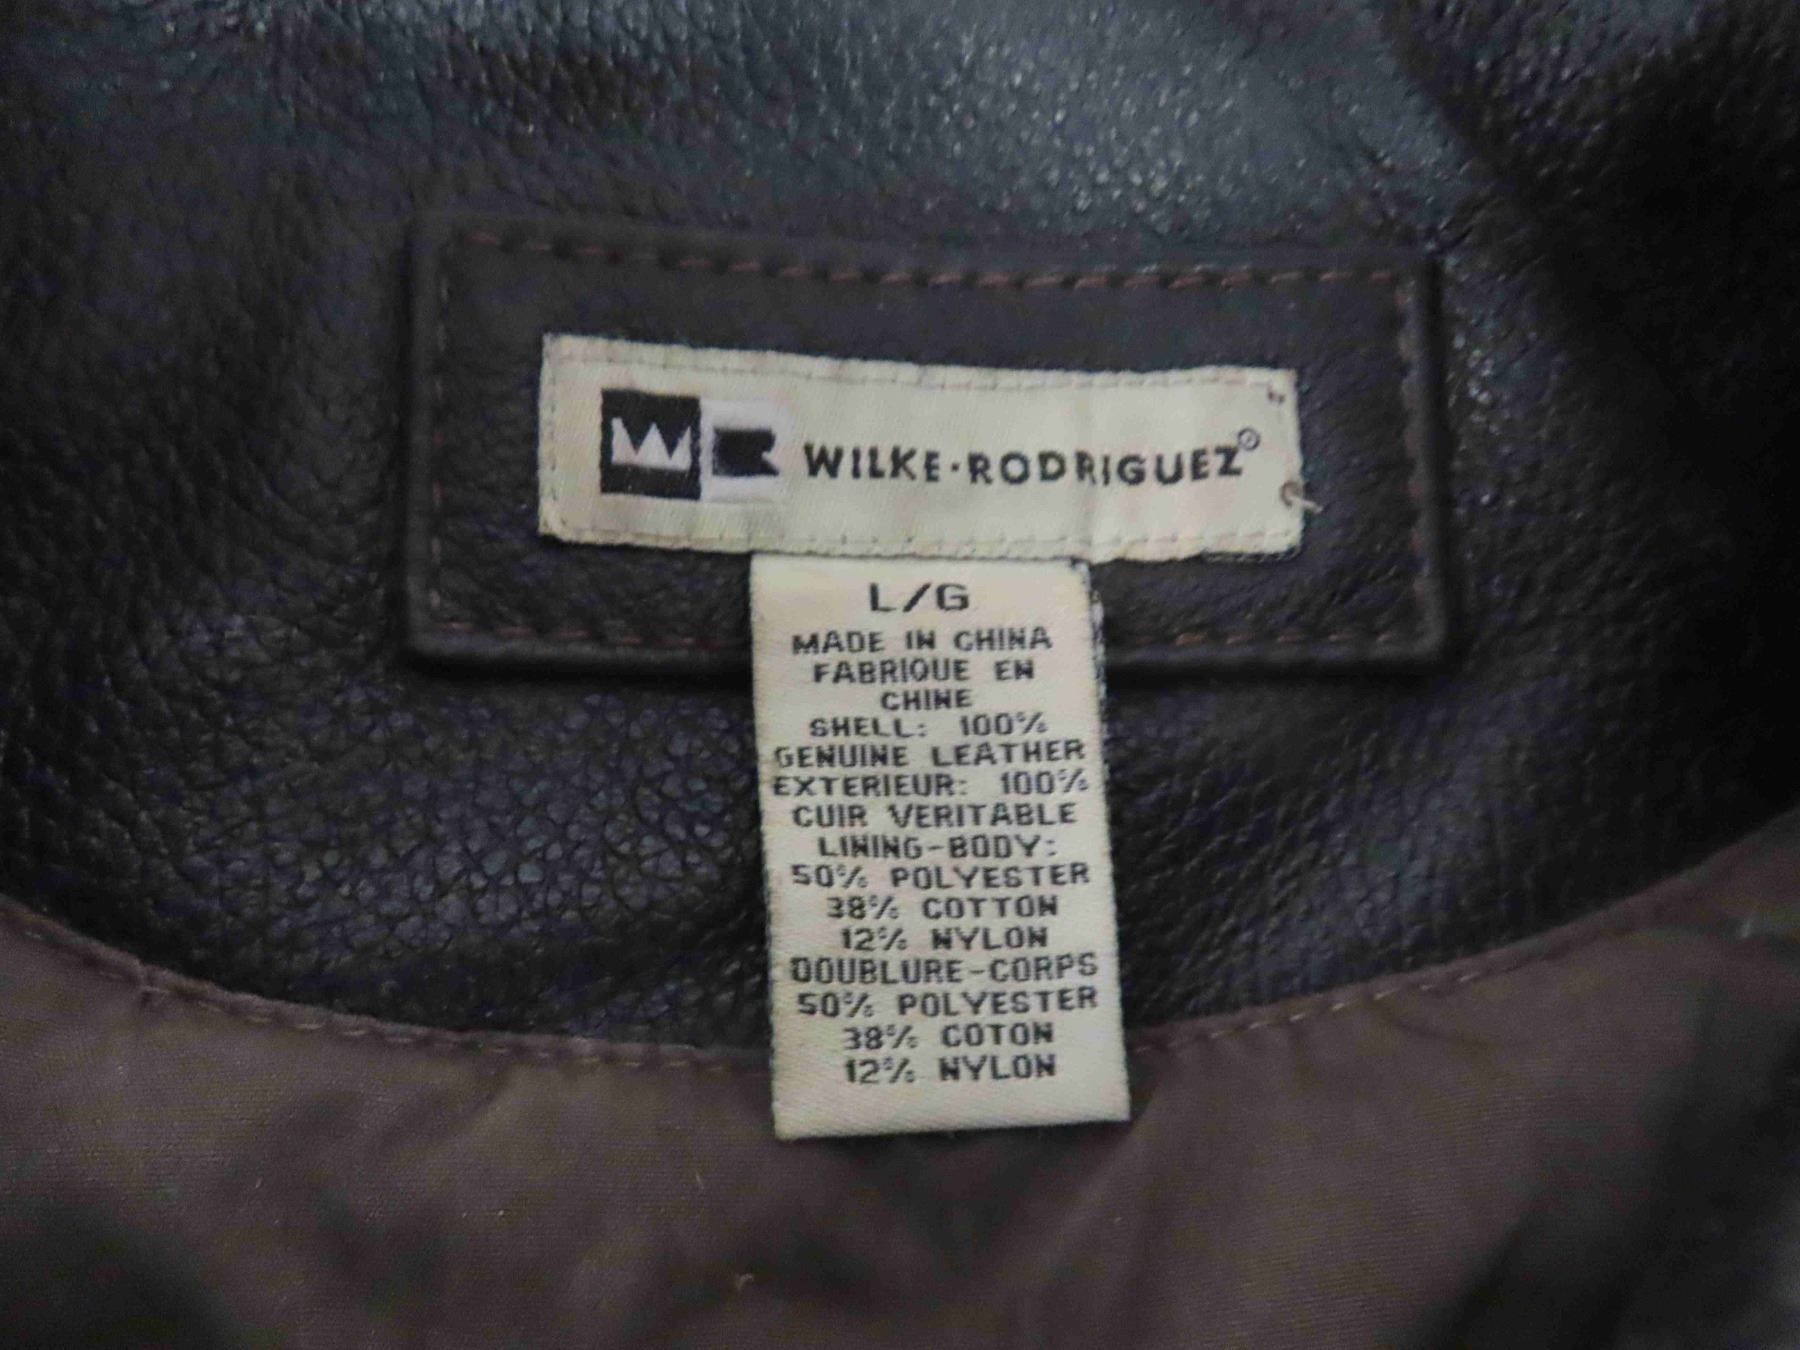 WILKE·RODRIGUEZ®
L/G
MADE IN CHINA
FABRIQUE EN
CHINE
SHELL: 100%
GENUINE LEATHER
EXTERIEUR: 100%
CUIR VERITABLE
LINING-BODY:
50% POLYESTER
38% COTTON
12% NYLON
DOUBLURE-CORPS
50% POLYESTER
38% COTON
12% NYLON